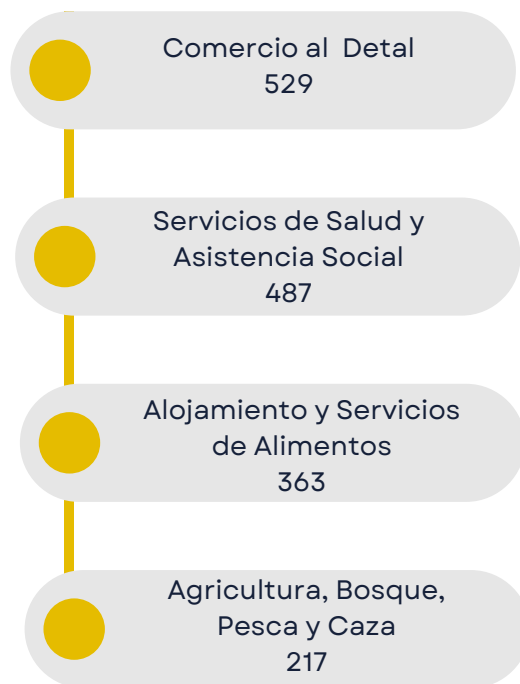 Comercio al Detal
529
Servicios de Salud y
Asistencia Social
487
Alojamiento y Servicios
de Alimentos
363
Agricultura, Bosque,
Pesca y Caza
217